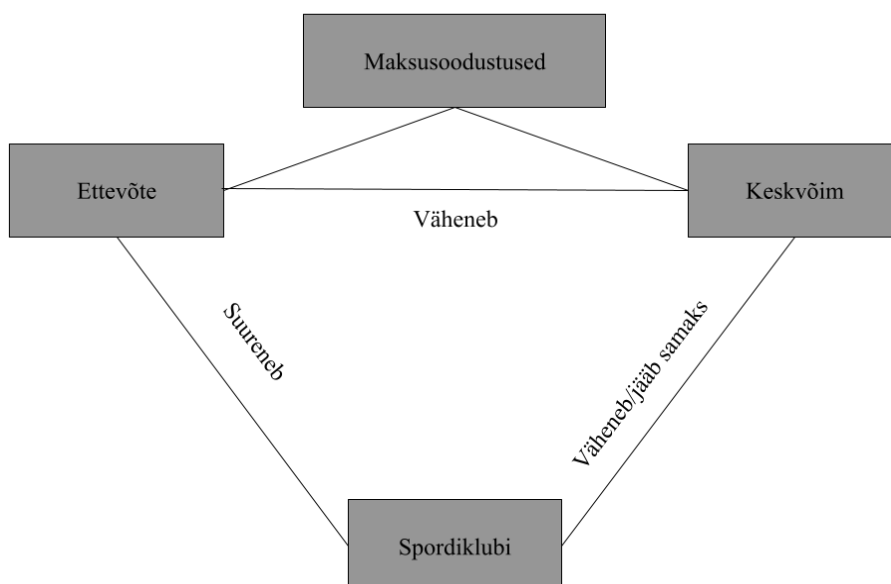 Maksusoodustused
Ettevõte
Keskvõim
Väheneb
Suureneb
Väheneb/jääb samaks
Spordiklubi